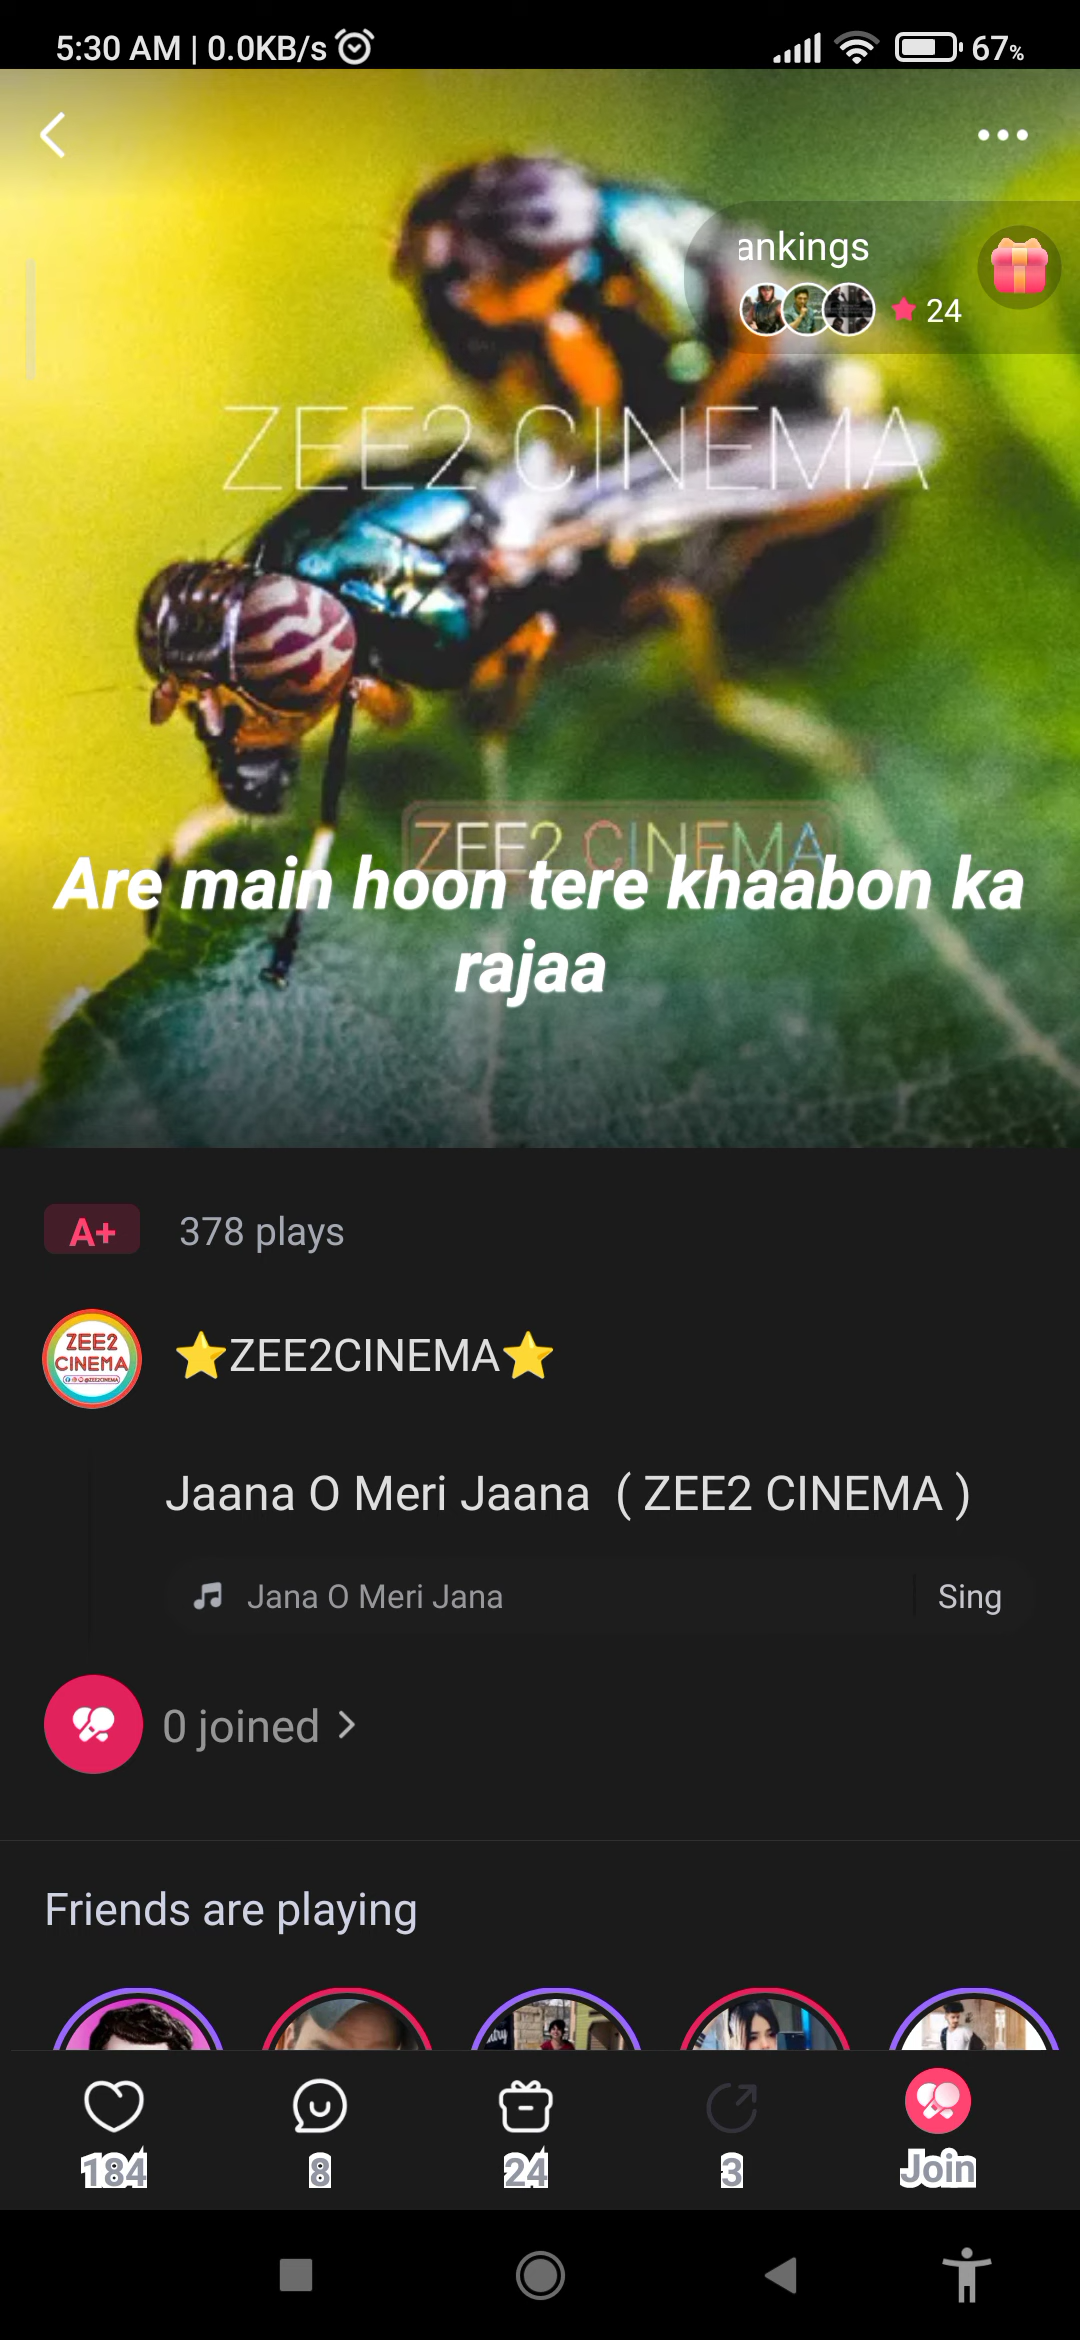 5:30 AM | 0.0KB/s
67%
ankings
24
ZEE2 CINEMA
ZEE2 CINEMA
Are main hoon tere khaabon ka
rajaa
A+ 378 plays
ZEE2
CINEMA
@ZEE2CINEMA
⭐ZEE2CINEMA⭐
Jaana O Meri Jaana ( ZEE2 CINEMA )
Jana O Meri Jana
Sing
0 joined >
Friends are playing
184
8
24
3
Join